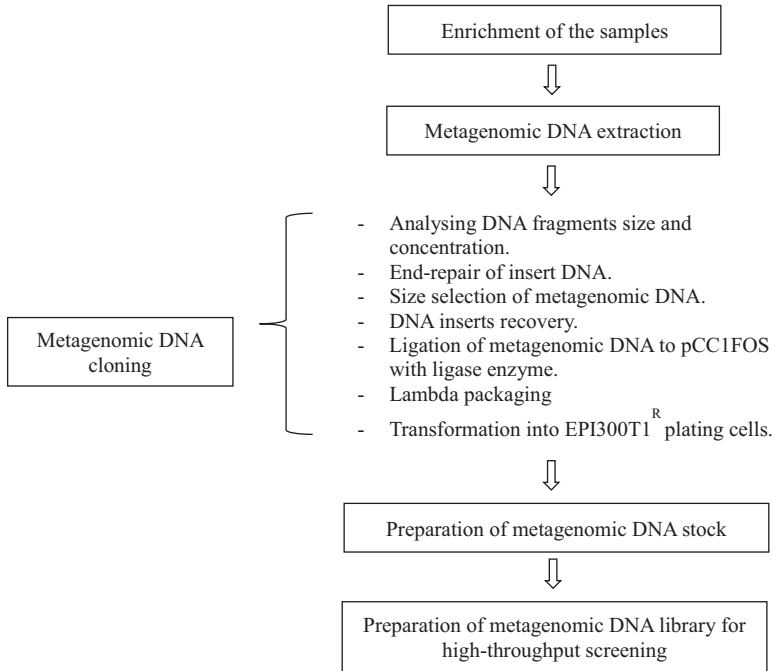 Enrichment of the samples
Metagenomic DNA extraction
- Analysing DNA fragments size and
concentration.
- End-repair of insert DNA.
- Size selection of metagenomic DNA.
- DNA inserts recovery.
- Ligation of metagenomic DNA to pCC1FOS
with ligase enzyme.
- Lambda packaging
- Transformation into EPI300T1^R plating cells.
Metagenomic DNA
cloning
Preparation of metagenomic DNA stock
Preparation of metagenomic DNA library for
high-throughput screening